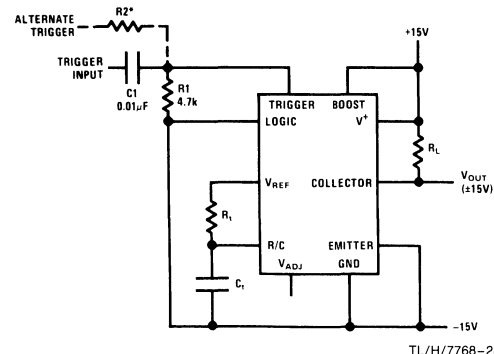 R2*
ALTERNATE
TRIGGER
+15V
TRIGGER
INPUT
C1
0.01µF
R1
4.7k
TRIGGER
BOOST
LOGIC
V+
RL
VREF
COLLECTOR
VOUT
(±15V)
Rt
R/C
EMITTER
VADJ
GND
Ct
−15V
TL/H/7768–2